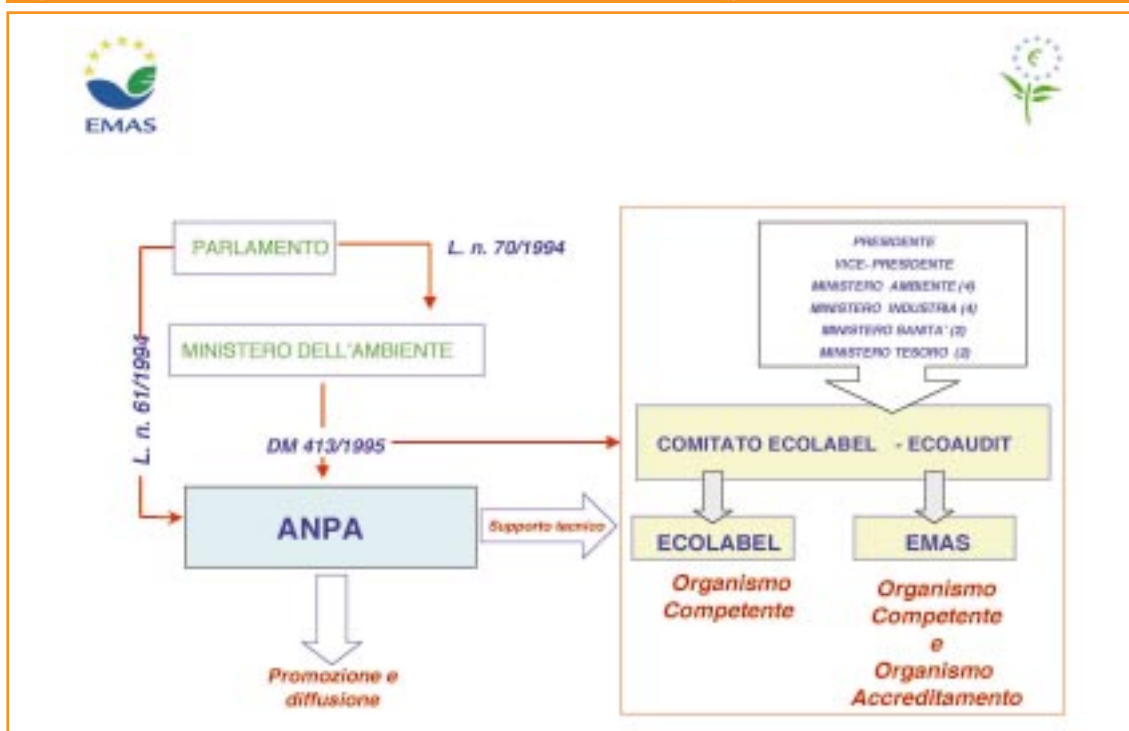 EMAS
PARLAMENTO
L. n. 70/1994
L. n. 61/1994
MINISTERO DELL'AMBIENTE
DM 413/1995
ANPA
Supporto tecnico
Promozione e
diffusione
PRESIDENTE
VICE-PRESIDENTE
MINISTERO AMBIENTE (4)
MINISTERO INDUSTRIA (4)
MINISTERO SANITA' (2)
MINISTERO TESORO (2)
COMITATO ECOLABEL - ECOAUDIT
ECOLABEL
Organismo
Competente
EMAS
Organismo
Competente
e
Organismo
Accreditamento